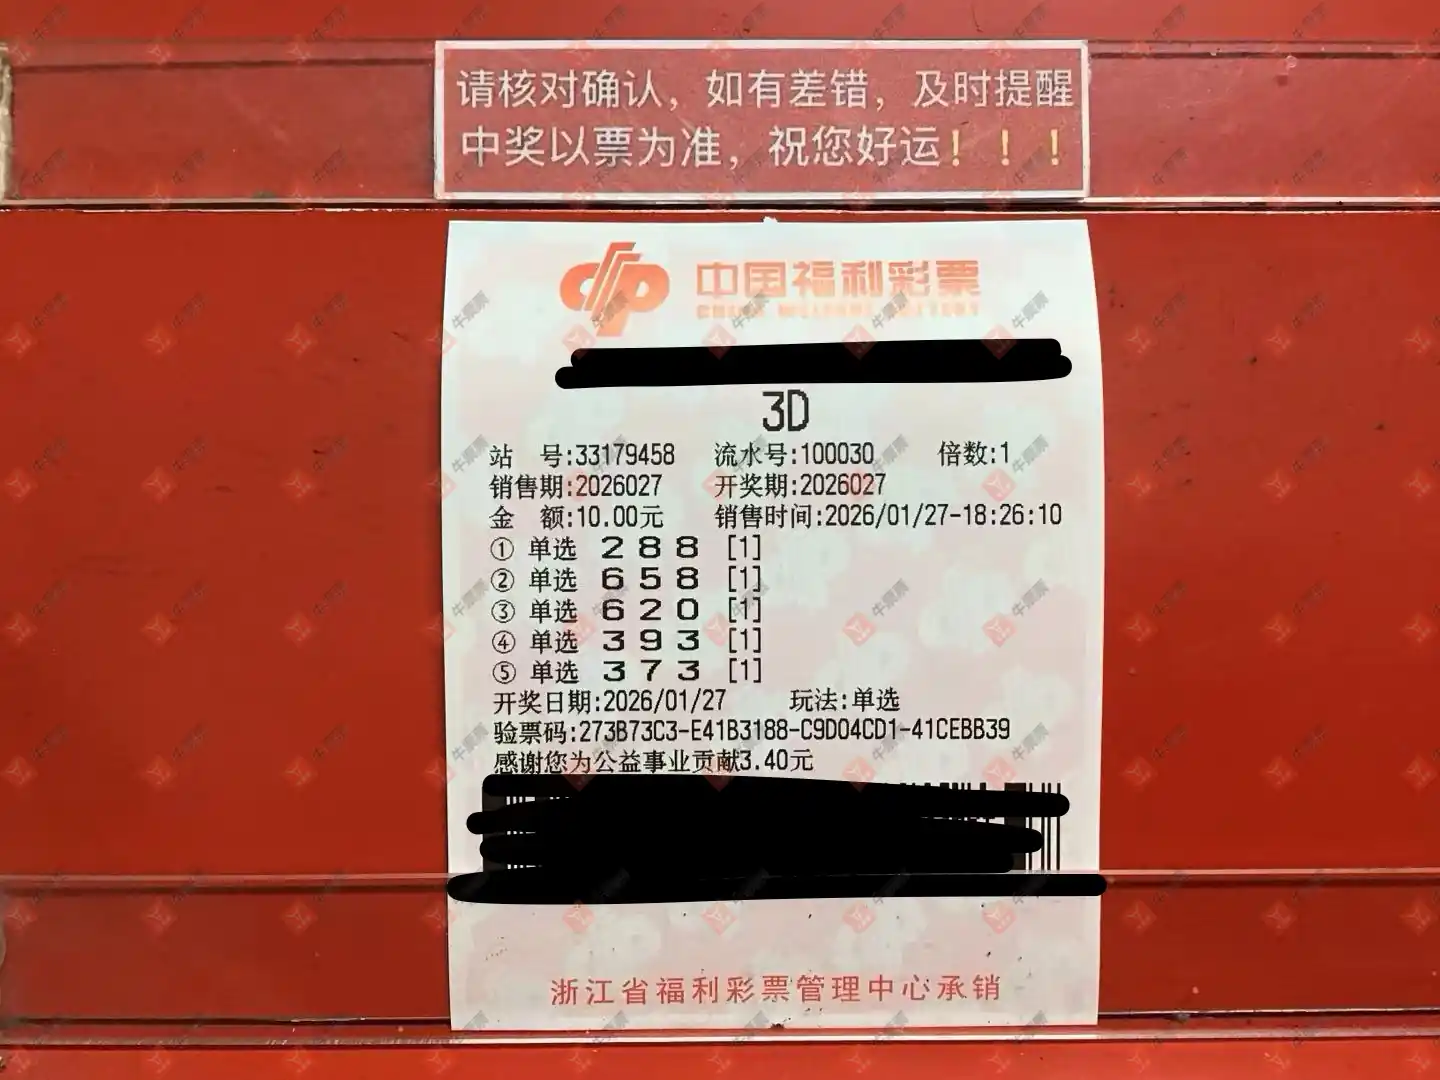 请核对确认，如有差错，及时提醒
中奖以票为准，祝您好运！！！
中国福利彩票
CHINA WELFARE LOTTERY
3D
站 号:33179458 流水号:100030 倍数:1
销售期:2026027 开奖期:2026027
金 额:10.00元 销售时间:2026/01/27-18:26:10
① 单选 2 8 8 [1]
② 单选 6 5 8 [1]
③ 单选 6 2 0 [1]
④ 单选 3 9 3 [1]
⑤ 单选 3 7 3 [1]
开奖日期:2026/01/27 玩法:单选
验票码:273B73C3-E41B3188-C9D04CD1-41CEBB39
感谢您为公益事业贡献3.40元
浙江省福利彩票管理中心承销
牛票票